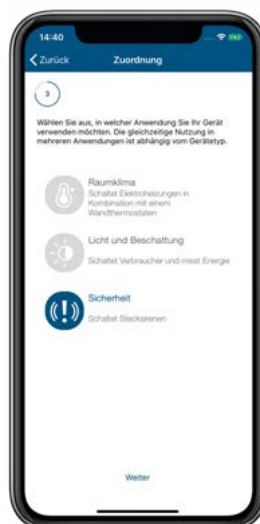 14:40
Zurück
Zuordnung
3
Wählen Sie aus, in welcher Anwendung Sie Ihr Gerät
verwenden möchten. Die gleichzeitige Nutzung in
mehreren Anwendungen ist abhängig vom Gerätetyp.
Raumklima
Schaltet Elektroheizungen in
Kombination mit einem
Wandthermostaten
Licht und Beschattung
Schaltet Verbraucher und misst Energie
Sicherheit
Schaltet Stecksirenen
Weiter